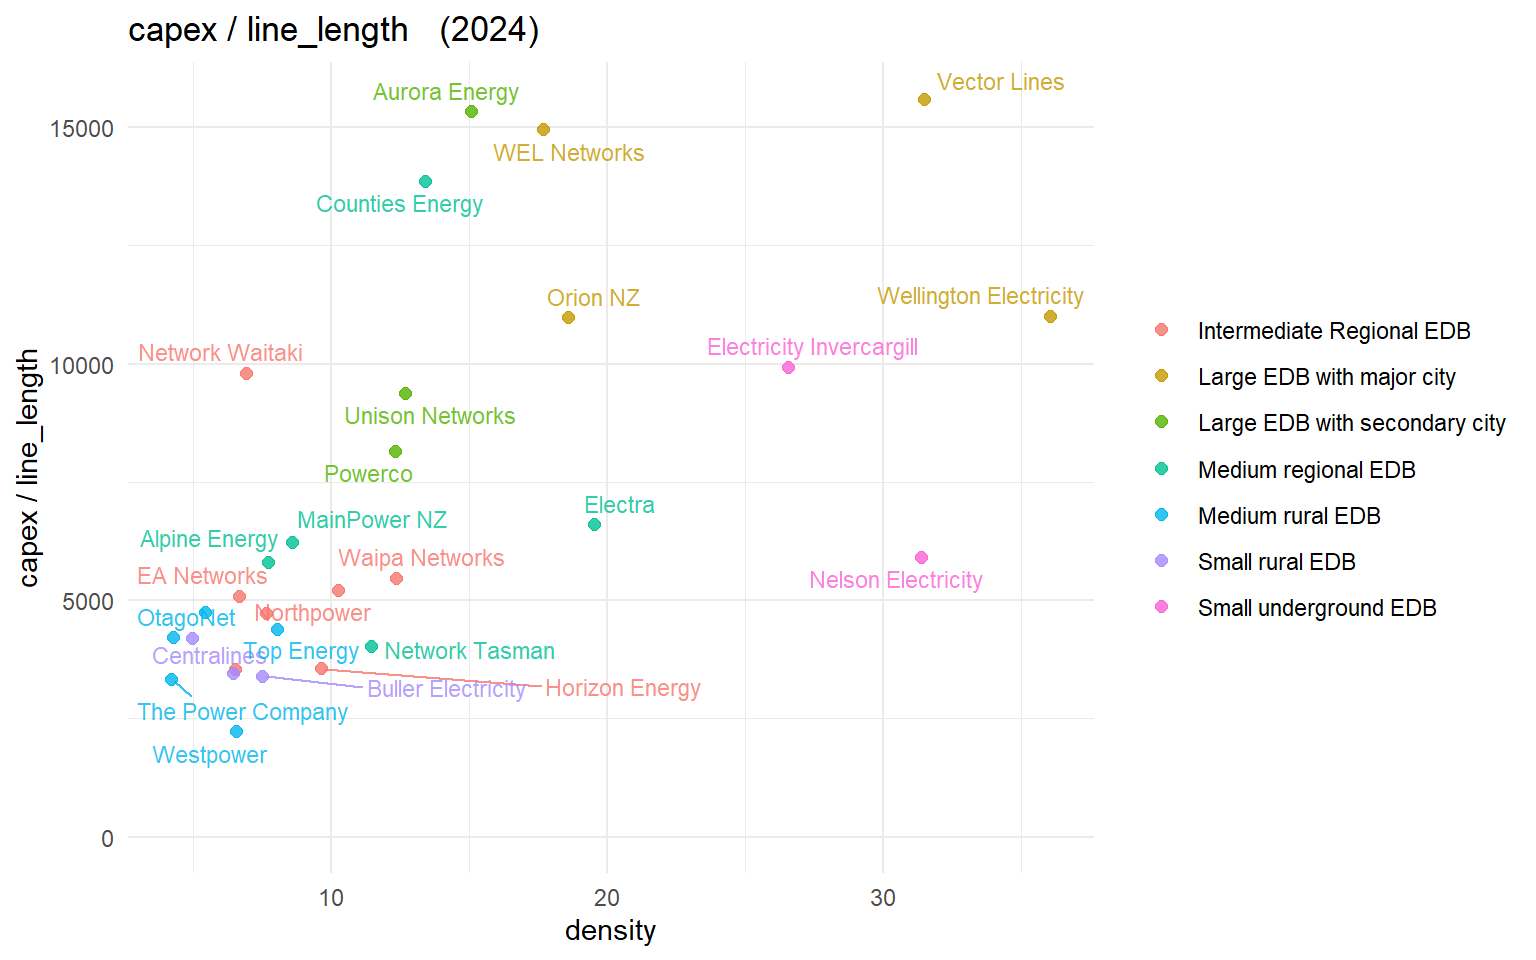 capex / line_length (2024)
Vector Lines
Aurora Energy
15000
WEL Networks
Counties Energy
Orion NZ
Wellington Electricity
Network Waitaki
Electricity Invercargill
10000
Unison Networks
Powerco
Electra
MainPower NZ
Alpine Energy
Waipa Networks
EA Networks
Nelson Electricity
5000
OtagoNet
Northpower
Centralines
Top Energy
Network Tasman
Buller Electricity
Horizon Energy
The Power Company
Westpower
0
capex / line_length
10
20
30
density
Intermediate Regional EDB
Large EDB with major city
Large EDB with secondary city
Medium regional EDB
Medium rural EDB
Small rural EDB
Small underground EDB